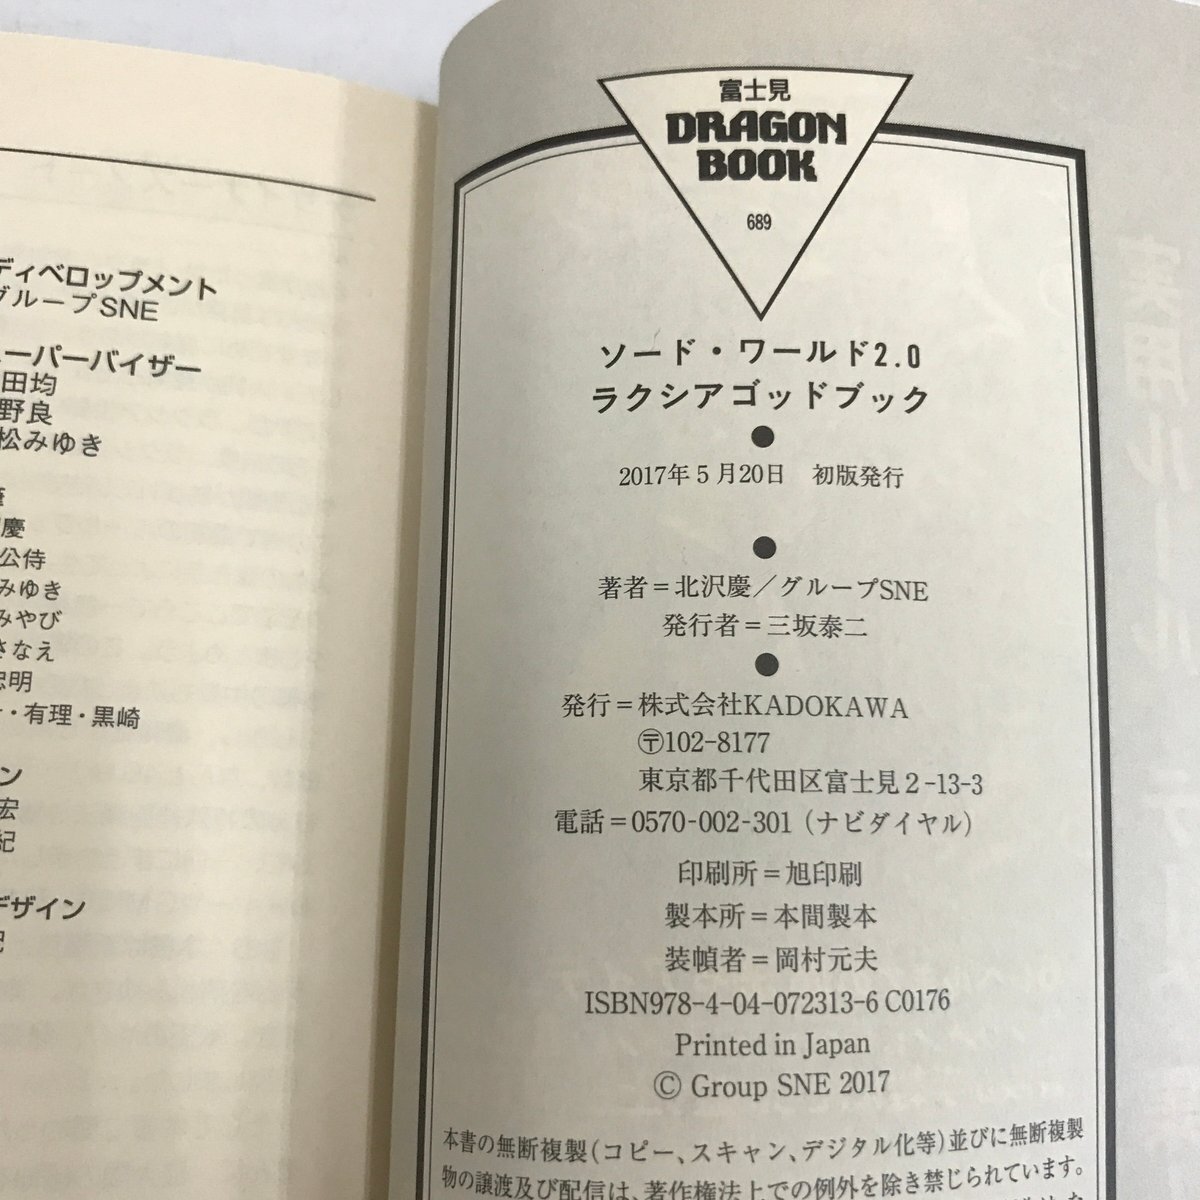 ディベロップメント
グループSNE
ーパーバイザー
田均
野良
松みゆき
慶
公侍
みゆき
みやび
さなえ
忠明
・有理・黒崎
ン
宏
紀
デザイン
富士見
DRAGON
BOOK
689
ソード・ワールド2.0
ラクシアゴッドブック
2017年5月20日 初版発行
著者＝北沢慶／グループSNE
発行者＝三坂泰二
発行＝株式会社KADOKAWA
〶102-8177
東京都千代田区富士見2-13-3
電話＝0570-002-301（ナビダイヤル）
印刷所＝旭印刷
製本所＝本間製本
装幀者＝岡村元夫
ISBN978-4-04-072313-6 C0176
Printed in Japan
© Group SNE 2017
本書の無断複製（コピー、スキャン、デジタル化等）並びに無断複製
物の譲渡及び配信は、著作権法上での例外を除き禁じられています。